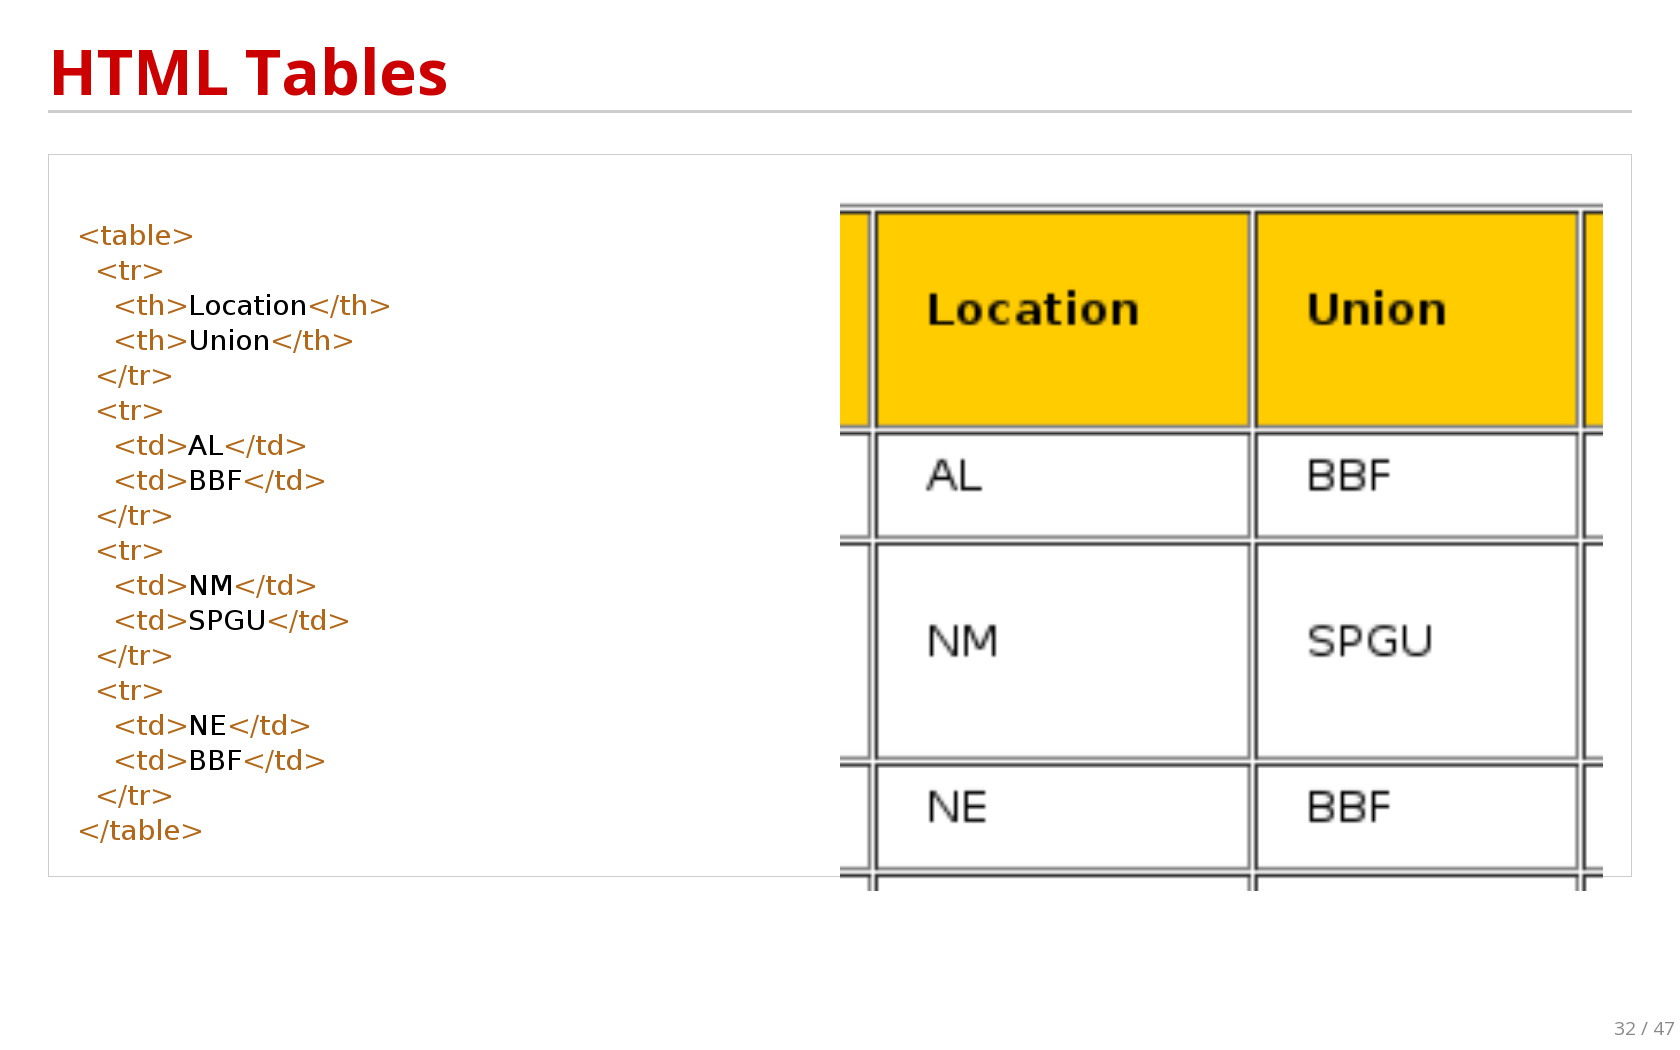 HTML Tables
<table>
  <tr>
    <th>Location</th>
    <th>Union</th>
  </tr>
  <tr>
    <td>AL</td>
    <td>BBF</td>
  </tr>
  <tr>
    <td>NM</td>
    <td>SPGU</td>
  </tr>
  <tr>
    <td>NE</td>
    <td>BBF</td>
  </tr>
</table>
Location Union
AL BBF
NM SPGU
NE BBF
32 / 47